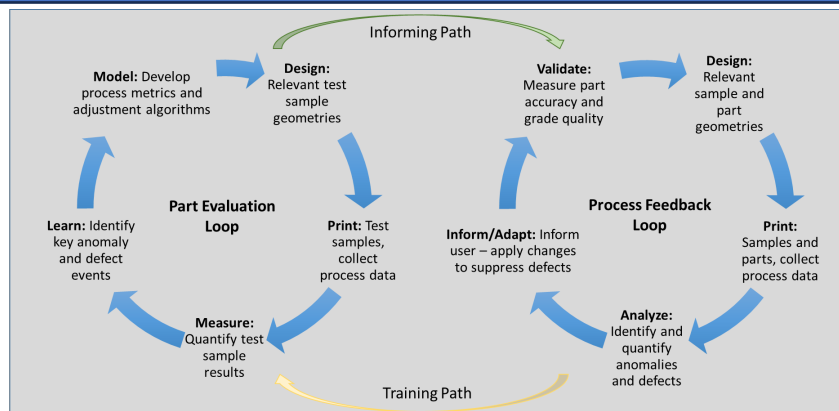 Informing Path
Model: Develop
process metrics and
adjustment algorithms
Design:
Relevant test
sample
geometries
Part Evaluation
Loop
Print: Test
samples,
collect
process data
Measure:
Quantify test
sample
results
Learn: Identify
key anomaly
and defect
events
Validate:
Measure part
accuracy and
grade quality
Design:
Relevant
sample and
part
geometries
Process Feedback
Loop
Print:
Samples and
parts, collect
process data
Analyze:
Identify and
quantify
anomalies
and defects
Inform/Adapt: Inform
user – apply changes
to suppress defects
Training Path